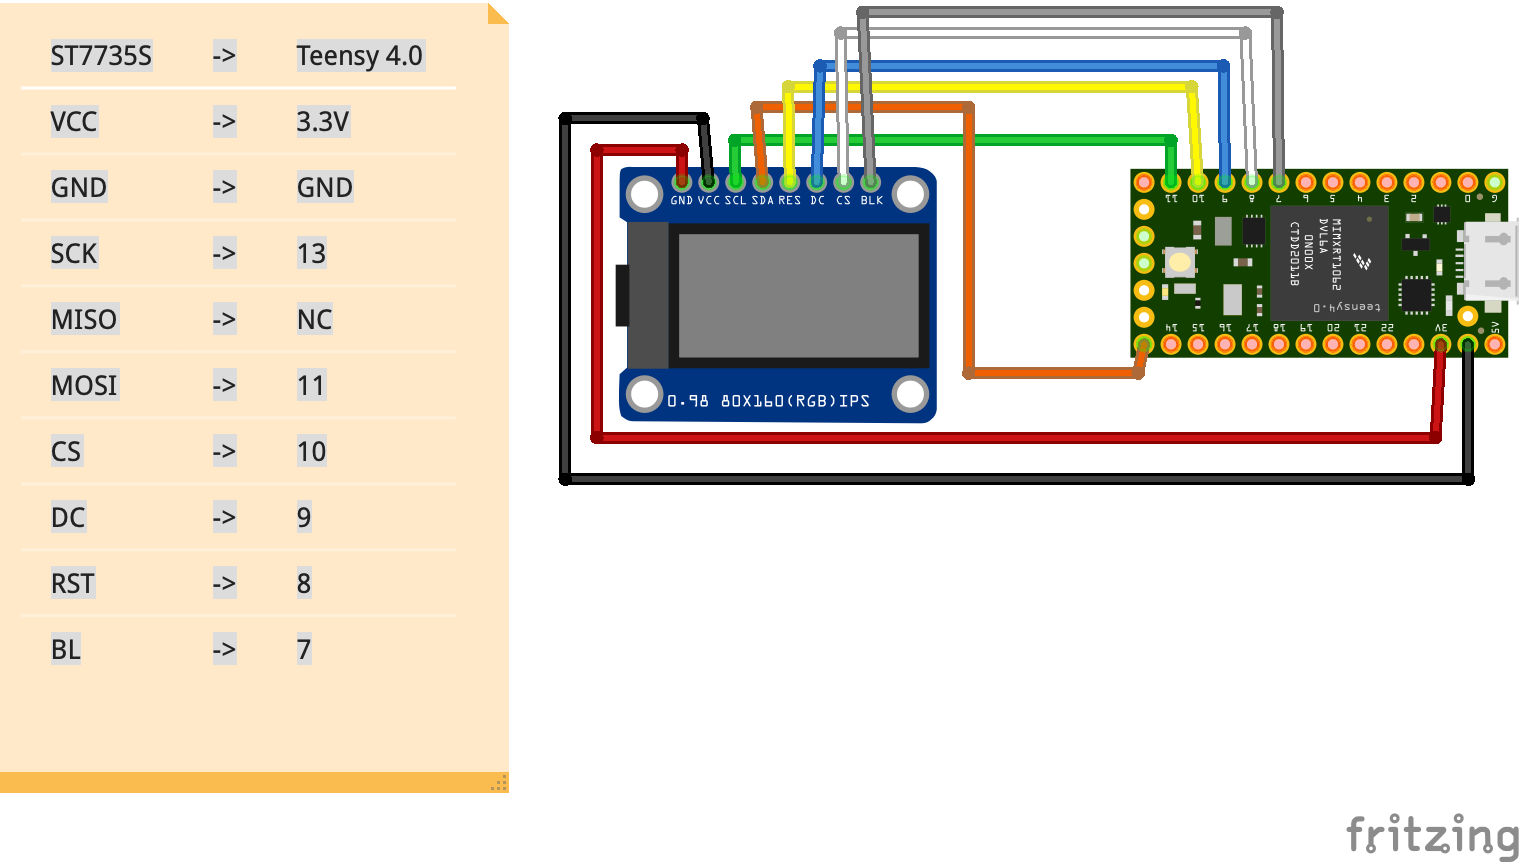 ST7735S -> Teensy 4.0
VCC -> 3.3V
GND -> GND
SCK -> 13
MISO -> NC
MOSI -> 11
CS -> 10
DC -> 9
RST -> 8
BL -> 7
GND VCC SCL SDA RES DC CS BLK
0.98 80X160(RGB)IPS
11 10 9 8 7 6 5 4 3 2 1 0 G
MIMXRT1062
DVL6A
0N00X
CTDD2011B
teensy4.0
14 15 16 17 18 19 20 21 22 3V 5V
fritzing